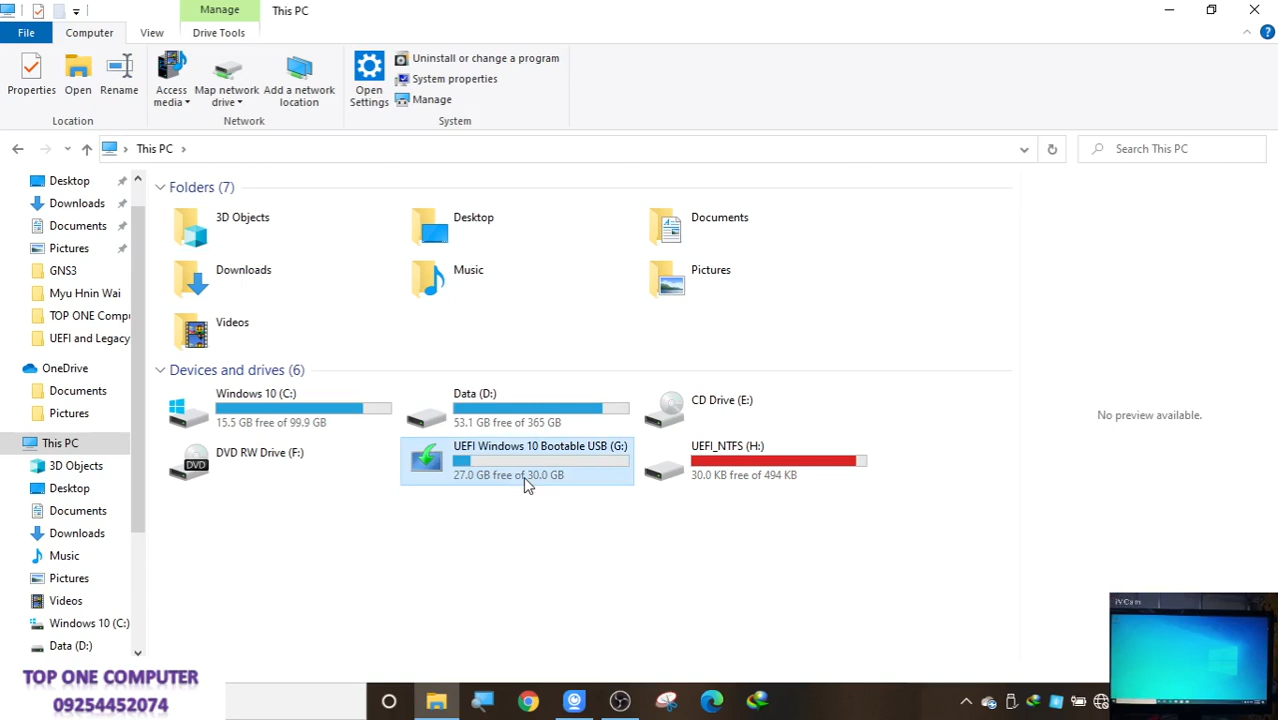 Manage
This PC
File
Computer
View
Drive Tools
Properties
Open
Rename
Access media
Map network drive
Add a network location
Open Settings
Uninstall or change a program
System properties
Manage
Location
Network
System
This PC
Search This PC
Desktop
Downloads
Documents
Pictures
GNS3
Myu Hnin Wai
TOP ONE Compu
UEFI and Legacy
OneDrive
Documents
Pictures
This PC
3D Objects
Desktop
Documents
Downloads
Music
Pictures
Videos
Windows 10 (C:)
Data (D:)
Folders (7)
3D Objects
Desktop
Documents
Downloads
Music
Pictures
Videos
Devices and drives (6)
Windows 10 (C:)
15.5 GB free of 99.9 GB
Data (D:)
53.1 GB free of 365 GB
CD Drive (E:)
DVD RW Drive (F:)
DVD
UEFI Windows 10 Bootable USB (G:)
27.0 GB free of 30.0 GB
UEFI_NTFS (H:)
30.0 KB free of 494 KB
No preview available.
iVCam
TOP ONE COMPUTER
09254452074